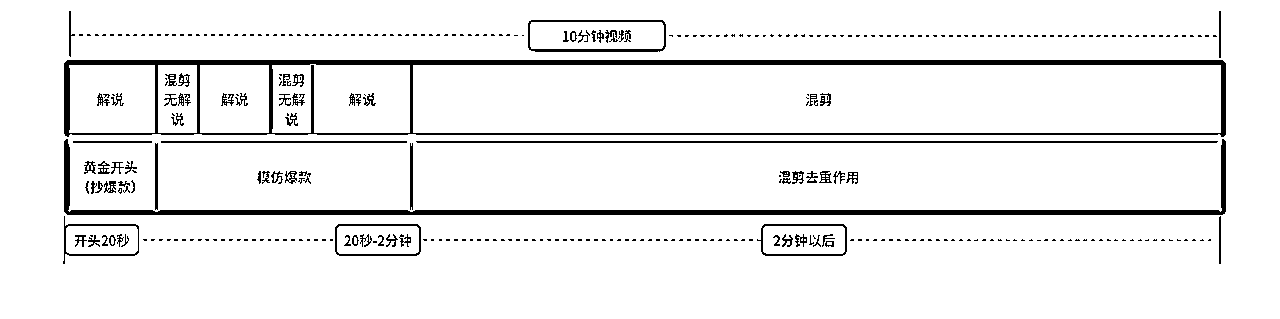 10分钟视频
解说
混剪
无解
说
解说
混剪
无解
说
解说
混剪
黄金开头
(抄爆款)
模仿爆款
混剪去重作用
开头20秒
20秒-2分钟
2分钟以后